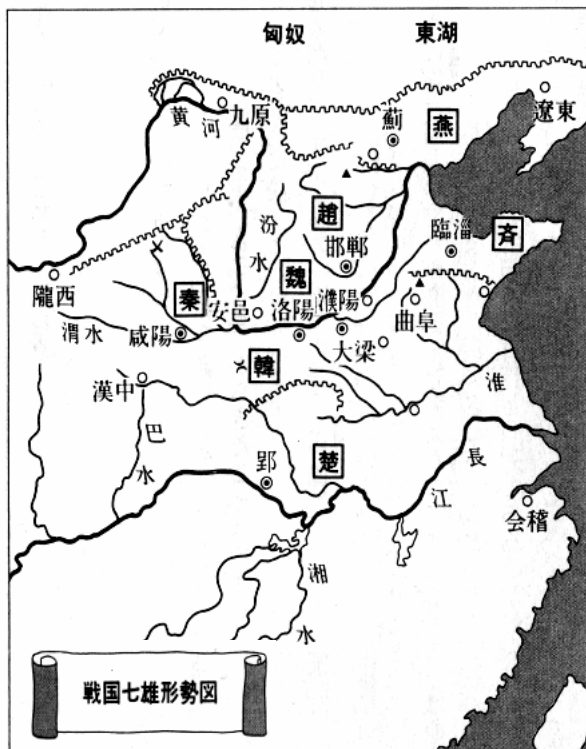 匈奴
東湖
黄河
九原
薊
燕
遼東
趙
汾水
邯鄲
臨淄
斉
隴西
秦
魏
安邑
洛陽
濮陽
曲阜
渭水
咸陽
大梁
韓
漢中
淮
巴水
郢
楚
長江
会稽
湘水
戦国七雄形勢図